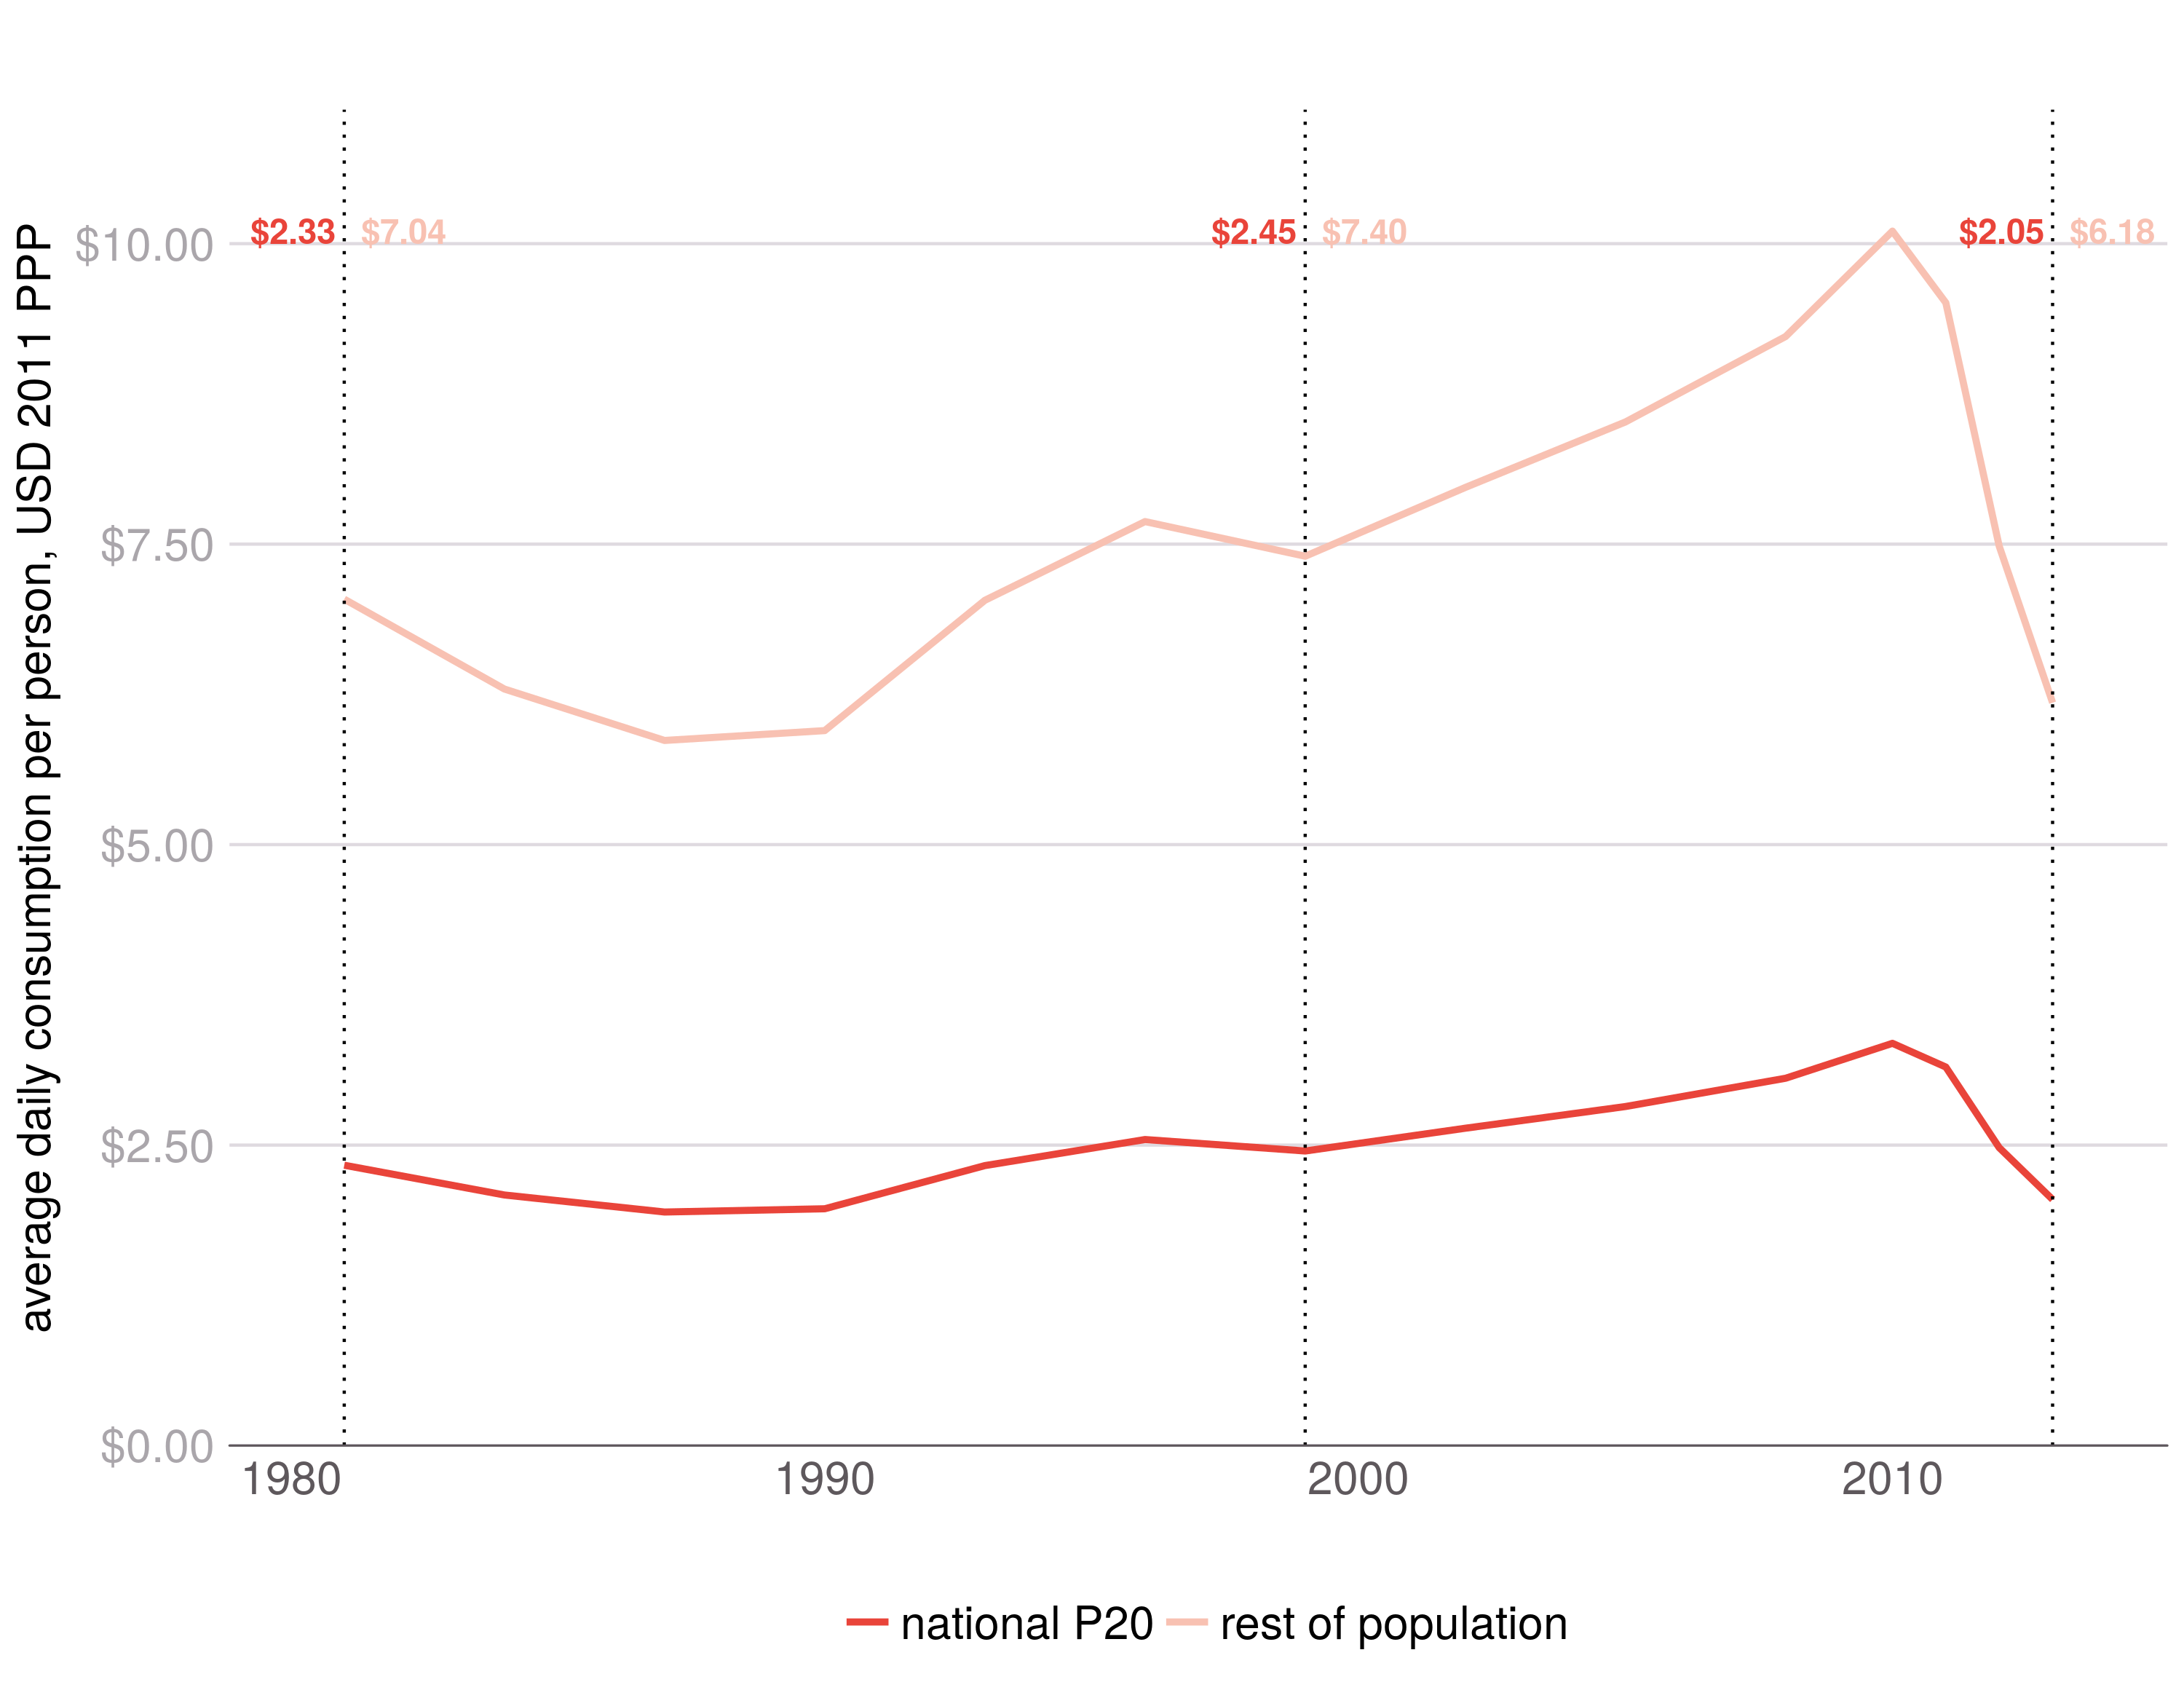 average daily consumption per person, USD 2011 PPP
$10.00
$7.50
$5.00
$2.50
$0.00
$2.33 $7.04
$2.45 $7.40
$2.05 $6.18
1980 1990 2000 2010
national P20 rest of population